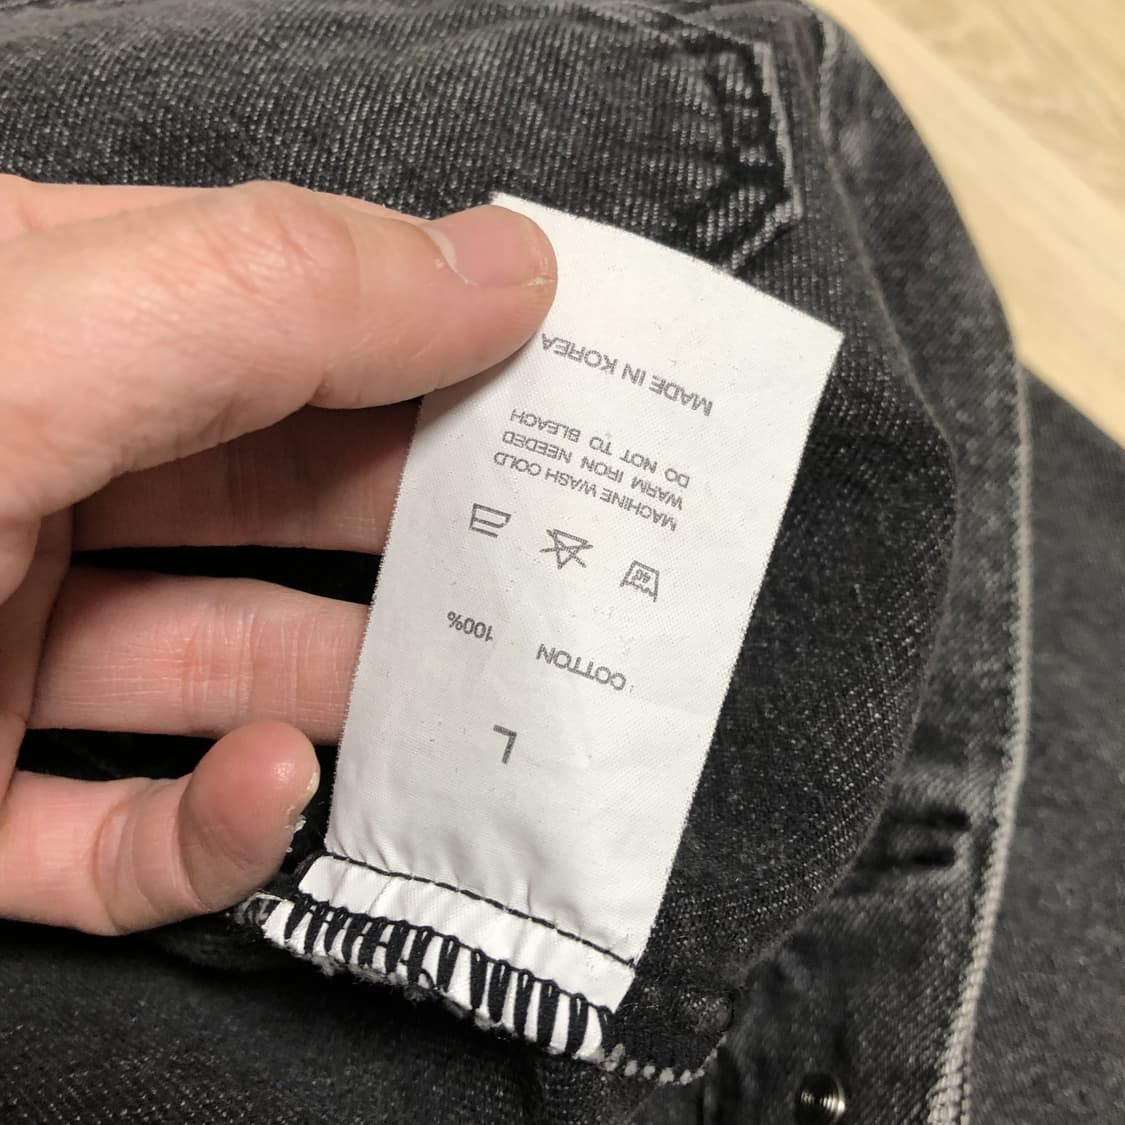 L
COTTON 100%
40
MACHINE WASH COLD
WARM IRON NEEDED
DO NOT TO BLEACH
MADE IN KOREA